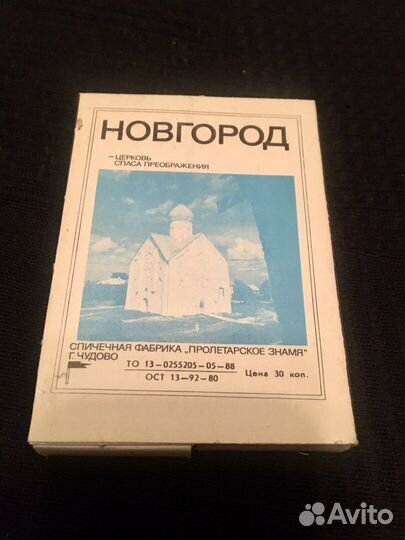 НОВГОРОД
–ЦЕРКОВЬ
СПАСА ПРЕОБРАЖЕНИЯ
СПИЧЕЧНАЯ ФАБРИКА „ПРОЛЕТАРСКОЕ ЗНАМЯ"
Г. ЧУДОВО
ТО 13–0255205–05–88
ОСТ 13–92–80
Цена 30 коп.
Avito